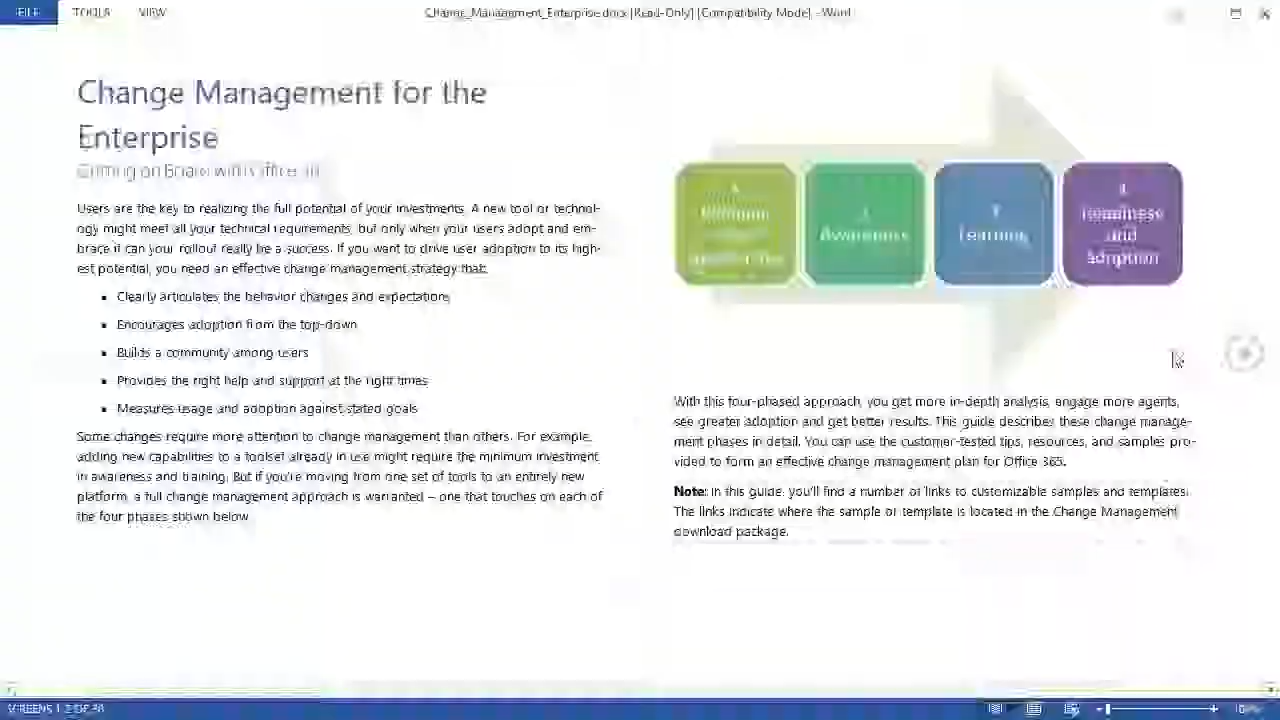 FILE TOOLS VIEW
Change_Management_Enterprise.docx [Read-Only] [Compatibility Mode] - Word
Change Management for the
Enterprise
Users are the key to realizing the full potential of your investments. A new tool or technol-
ogy might meet all your technical requirements, but only when your users adopt and em-
brace it can your rollout really be a success. If you want to drive user adoption to its high-
est potential, you need an effective change management strategy that:
▪ Clearly articulates the behavior changes and expectations
▪ Encourages adoption from the top-down
▪ Builds a community among users
▪ Provides the right help and support at the right times
▪ Measures usage and adoption against stated goals
Some changes require more attention to change management than others. For example,
adding new capabilities to a toolset already in use might require the minimum investment
in awareness and training. But if you're moving from one set of tools to an entirely new
platform, a full change management approach is warranted – one that touches on each of
the four phases shown below
Awareness
Learning
Readiness
and
adoption
With this four-phased approach, you get more in-depth analysis, engage more agents,
see greater adoption and get better results. This guide describes these change manage-
ment phases in detail. You can use the customer-tested tips, resources, and samples pro-
vided to form an effective change management plan for Office 365.
Note: In this guide, you'll find a number of links to customizable samples and templates.
The links indicate where the sample or template is located in the Change Management
download package.